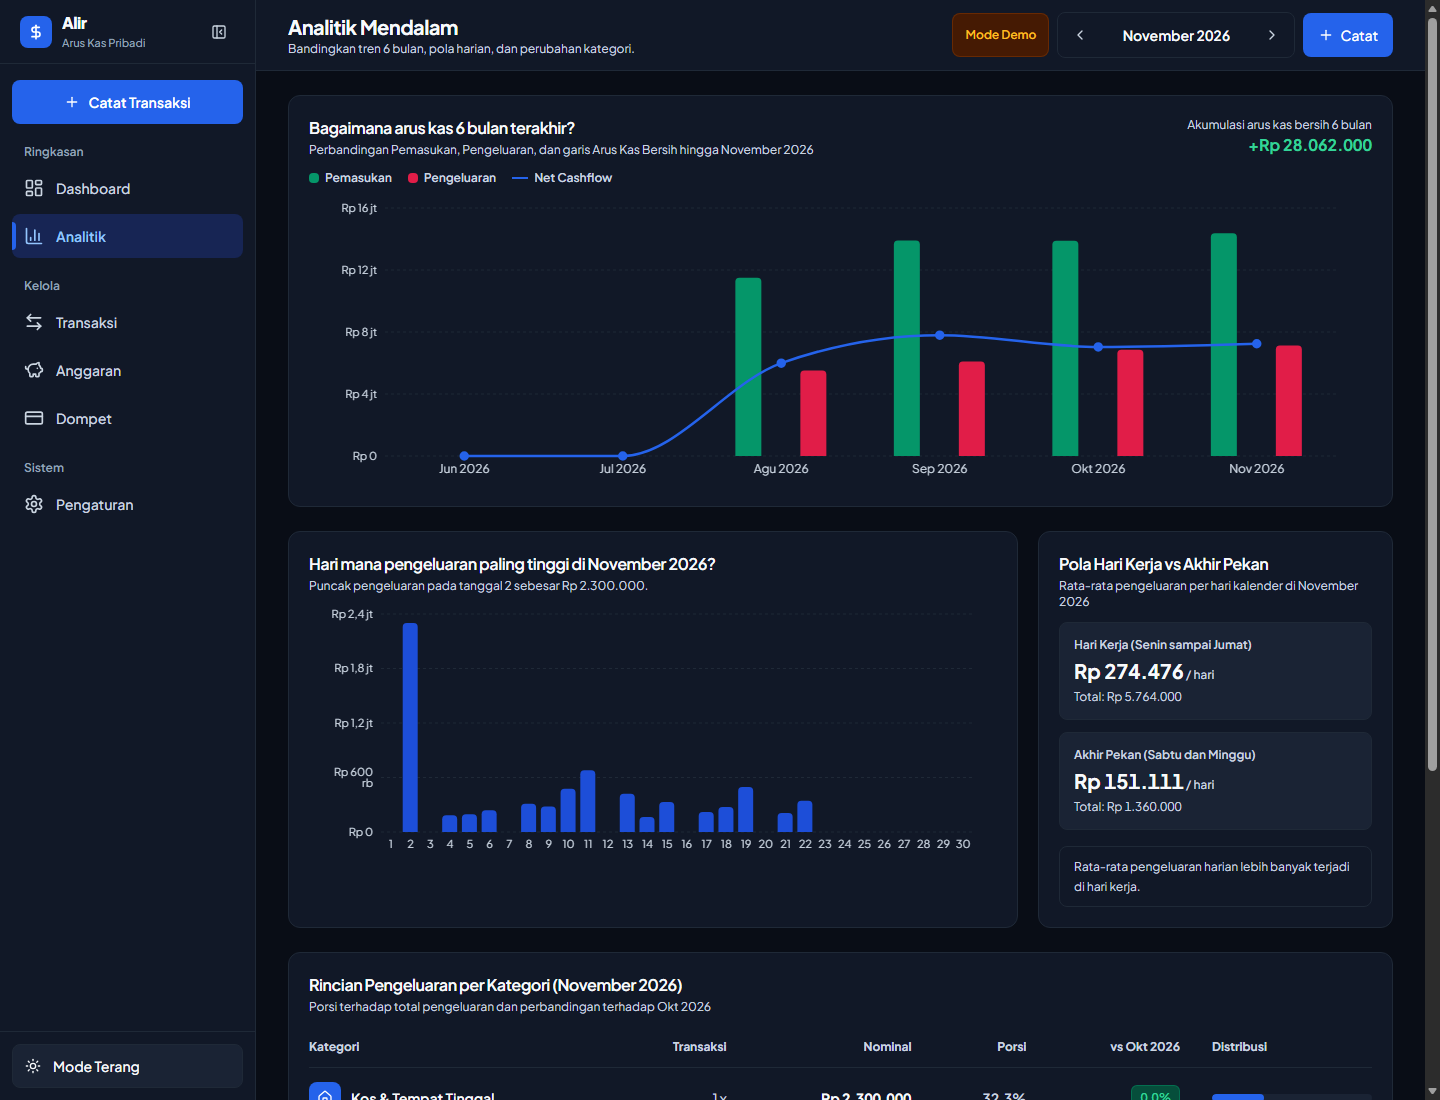 Alir
Arus Kas Pribadi
Catat Transaksi
Ringkasan
Dashboard
Analitik
Kelola
Transaksi
Anggaran
Dompet
Sistem
Pengaturan
Mode Terang
Analitik Mendalam
Bandingkan tren 6 bulan, pola harian, dan perubahan kategori.
Mode Demo
November 2026
Catat
Bagaimana arus kas 6 bulan terakhir?
Perbandingan Pemasukan, Pengeluaran, dan garis Arus Kas Bersih hingga November 2026
Akumulasi arus kas bersih 6 bulan
+Rp 28.062.000
Pemasukan
Pengeluaran
Net Cashflow
Rp 16 jt
Rp 12 jt
Rp 8 jt
Rp 4 jt
Rp 0
Jun 2026
Jul 2026
Agu 2026
Sep 2026
Okt 2026
Nov 2026
Hari mana pengeluaran paling tinggi di November 2026?
Puncak pengeluaran pada tanggal 2 sebesar Rp 2.300.000.
Rp 2,4 jt
Rp 1,8 jt
Rp 1,2 jt
Rp 600
rb
Rp 0
1 2 3 4 5 6 7 8 9 10 11 12 13 14 15 16 17 18 19 20 21 22 23 24 25 26 27 28 29 30
Pola Hari Kerja vs Akhir Pekan
Rata-rata pengeluaran per hari kalender di November
2026
Hari Kerja (Senin sampai Jumat)
Rp 274.476 / hari
Total: Rp 5.764.000
Akhir Pekan (Sabtu dan Minggu)
Rp 151.111 / hari
Total: Rp 1.360.000
Rata-rata pengeluaran harian lebih banyak terjadi
di hari kerja.
Rincian Pengeluaran per Kategori (November 2026)
Porsi terhadap total pengeluaran dan perbandingan terhadap Okt 2026
Kategori
Transaksi
Nominal
Porsi
vs Okt 2026
Distribusi
Kos & Tempat Tinggal
1x
Rp 2.300.000
32.3%
0.0%